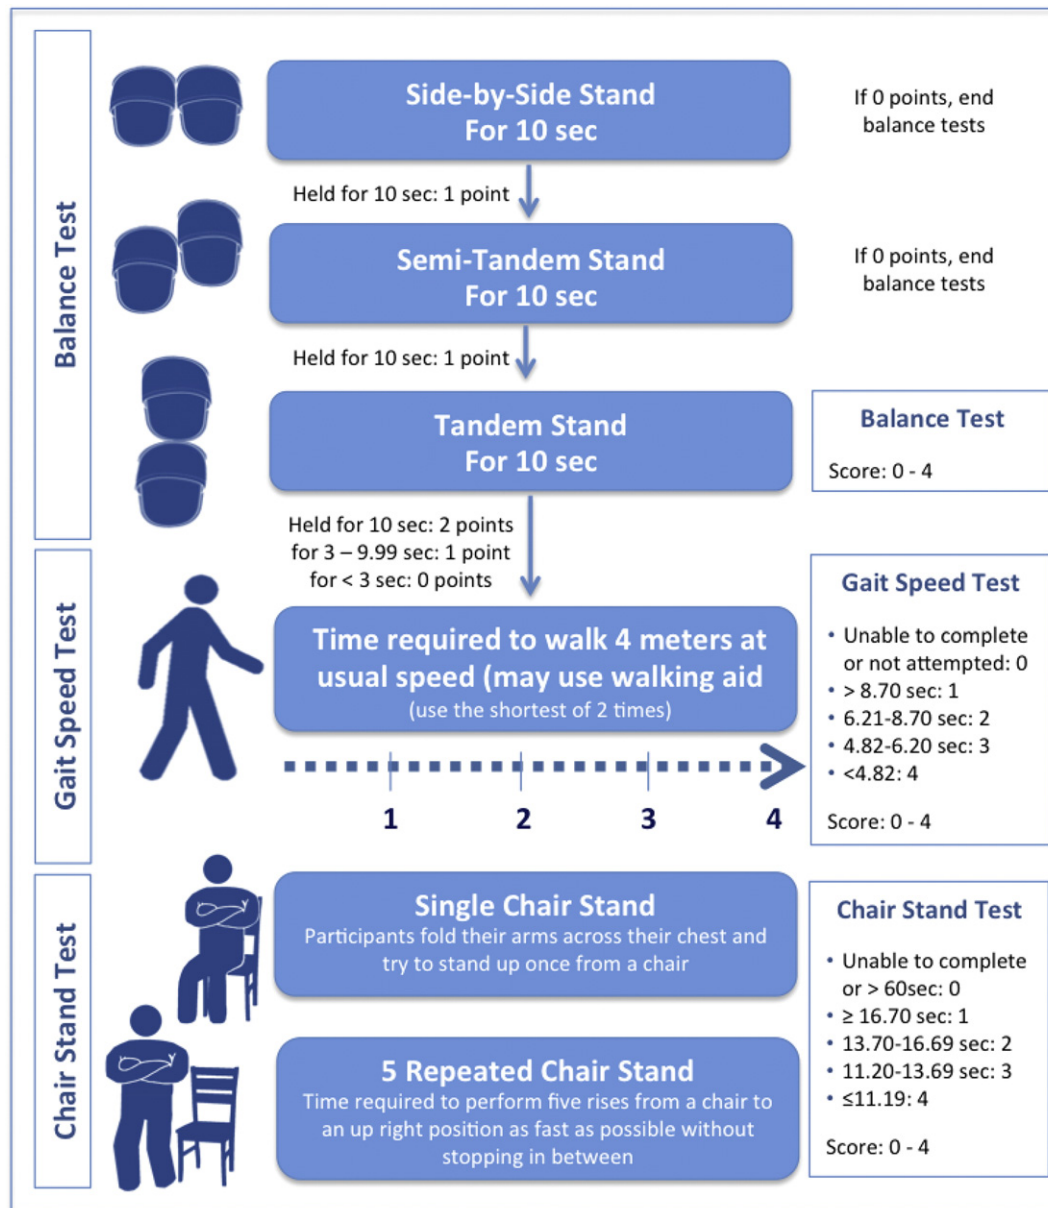 Balance Test
Side-by-Side Stand
For 10 sec
If 0 points, end
balance tests
Held for 10 sec: 1 point
Semi-Tandem Stand
For 10 sec
If 0 points, end
balance tests
Held for 10 sec: 1 point
Tandem Stand
For 10 sec
Balance Test
Score: 0 - 4
Held for 10 sec: 2 points
for 3 – 9.99 sec: 1 point
for < 3 sec: 0 points
Gait Speed Test
Time required to walk 4 meters at
usual speed (may use walking aid
(use the shortest of 2 times)
1 2 3 4
Gait Speed Test
• Unable to complete
or not attempted: 0
• > 8.70 sec: 1
• 6.21-8.70 sec: 2
• 4.82-6.20 sec: 3
• <4.82: 4
Score: 0 - 4
Chair Stand Test
Single Chair Stand
Participants fold their arms across their chest and
try to stand up once from a chair
5 Repeated Chair Stand
Time required to perform five rises from a chair to
an up right position as fast as possible without
stopping in between
Chair Stand Test
• Unable to complete
or > 60sec: 0
• ≥ 16.70 sec: 1
• 13.70-16.69 sec: 2
• 11.20-13.69 sec: 3
• ≤11.19: 4
Score: 0 - 4